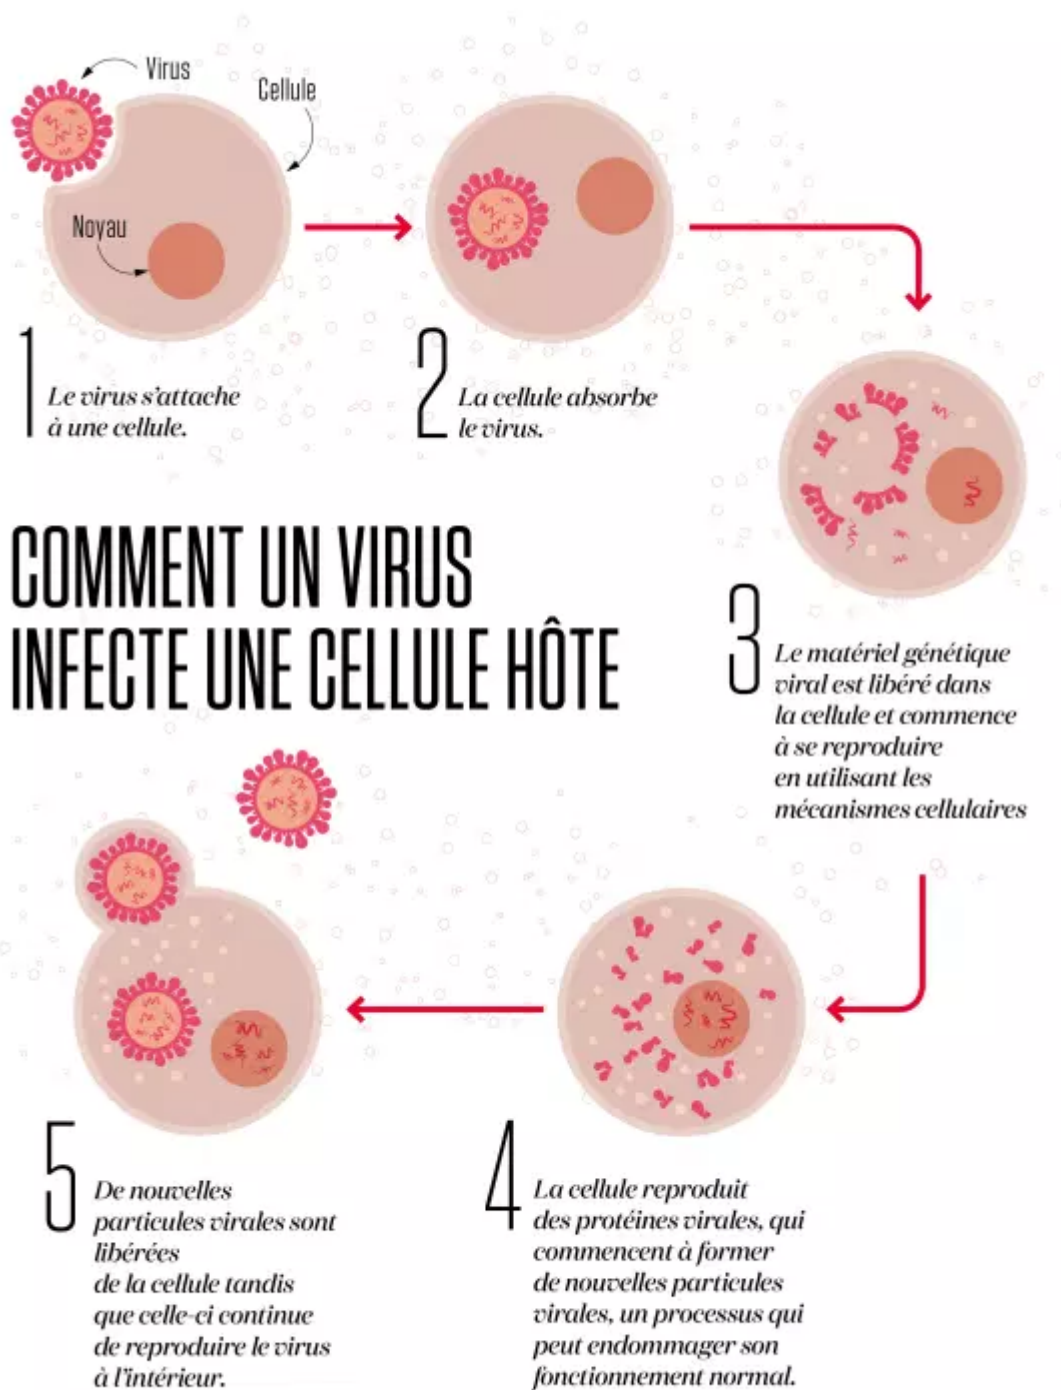 Virus
Cellule
Noyau
1
Le virus s'attache
à une cellule.
2
La cellule absorbe
le virus.
COMMENT UN VIRUS
INFECTE UNE CELLULE HÔTE
3
Le matériel génétique
viral est libéré dans
la cellule et commence
à se reproduire
en utilisant les
mécanismes cellulaires
4
La cellule reproduit
des protéines virales, qui
commencent à former
de nouvelles particules
virales, un processus qui
peut endommager son
fonctionnement normal.
5
De nouvelles
particules virales sont
libérées
de la cellule tandis
que celle-ci continue
de reproduire le virus
à l'intérieur.